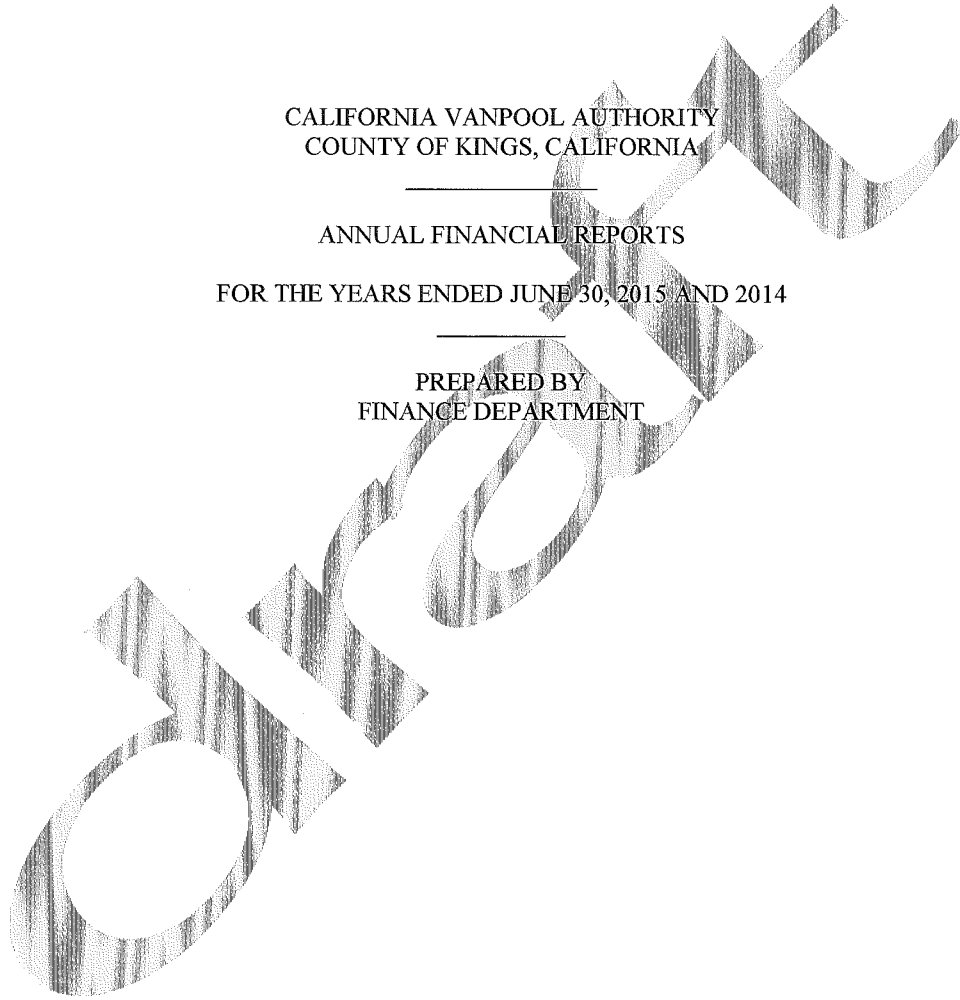 CALIFORNIA VANPOOL AUTHORITY
COUNTY OF KINGS, CALIFORNIA
ANNUAL FINANCIAL REPORTS
FOR THE YEARS ENDED JUNE 30, 2015 AND 2014
PREPARED BY
FINANCE DEPARTMENT
draft